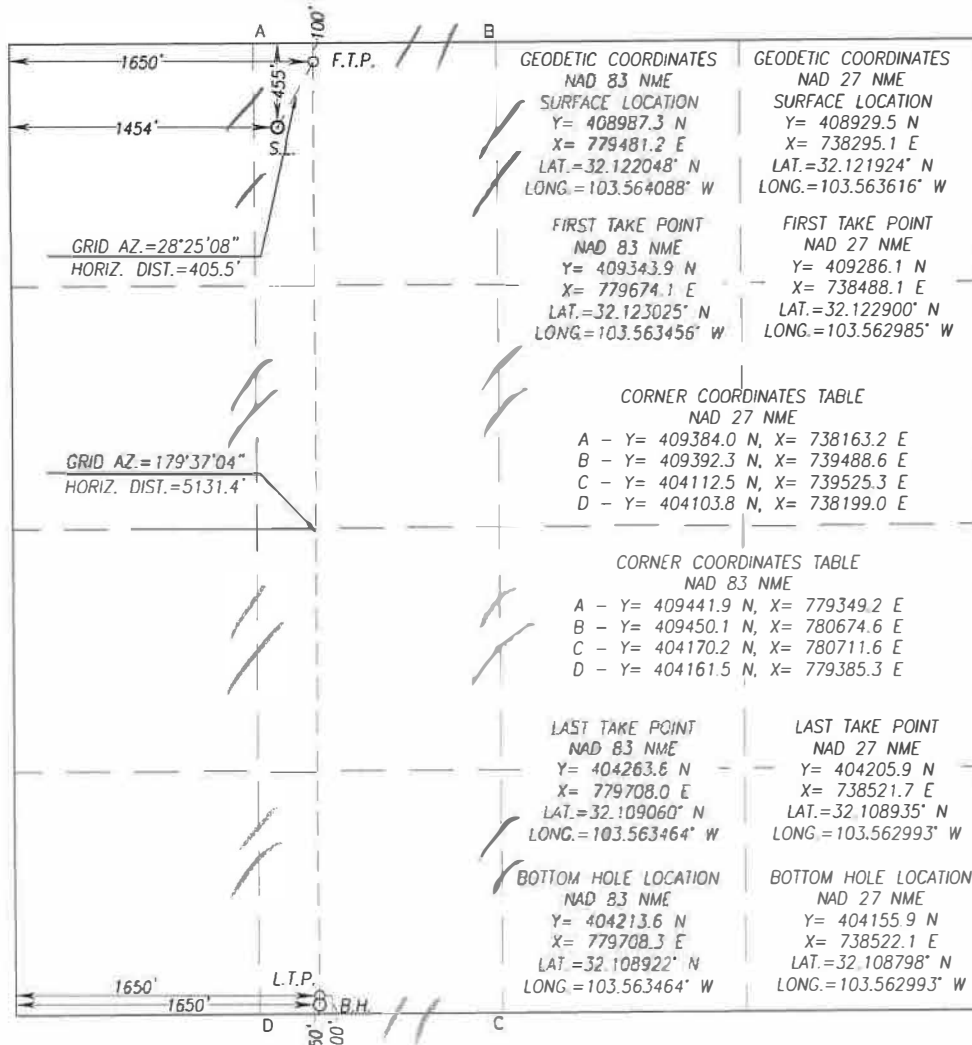 A
100'
B
1650'
F.T.P.
455'
1454'
S.L.
GRID AZ.=28°25'08"
HORIZ. DIST.=405.5'
GRID AZ.=179°37'04"
HORIZ. DIST.=5131.4'
GEODETIC COORDINATES
NAD 83 NME
SURFACE LOCATION
Y= 408987.3 N
X= 779481.2 E
LAT.=32.122048° N
LONG.=103.564088° W
GEODETIC COORDINATES
NAD 27 NME
SURFACE LOCATION
Y= 408929.5 N
X= 738295.1 E
LAT.=32.121924° N
LONG.=103.563616° W
FIRST TAKE POINT
NAD 83 NME
Y= 409343.9 N
X= 779674.1 E
LAT.=32.123025° N
LONG.=103.563456° W
FIRST TAKE POINT
NAD 27 NME
Y= 409286.1 N
X= 738488.1 E
LAT.=32.122900° N
LONG.=103.562985° W
CORNER COORDINATES TABLE
NAD 27 NME
A - Y= 409384.0 N, X= 738163.2 E
B - Y= 409392.3 N, X= 739488.6 E
C - Y= 404112.5 N, X= 739525.3 E
D - Y= 404103.8 N, X= 738199.0 E
CORNER COORDINATES TABLE
NAD 83 NME
A - Y= 409441.9 N, X= 779349.2 E
B - Y= 409450.1 N, X= 780674.6 E
C - Y= 404170.2 N, X= 780711.6 E
D - Y= 404161.5 N, X= 779385.3 E
LAST TAKE POINT
NAD 83 NME
Y= 404263.6 N
X= 779708.0 E
LAT.=32.109060° N
LONG.=103.563464° W
LAST TAKE POINT
NAD 27 NME
Y= 404205.9 N
X= 738521.7 E
LAT.=32.108935° N
LONG.=103.562993° W
BOTTOM HOLE LOCATION
NAD 83 NME
Y= 404213.6 N
X= 779708.3 E
LAT.=32.108922° N
LONG.=103.563464° W
BOTTOM HOLE LOCATION
NAD 27 NME
Y= 404155.9 N
X= 738522.1 E
LAT.=32.108798° N
LONG.=103.562993° W
1650'
L.T.P.
1650'
B.H.
D
C